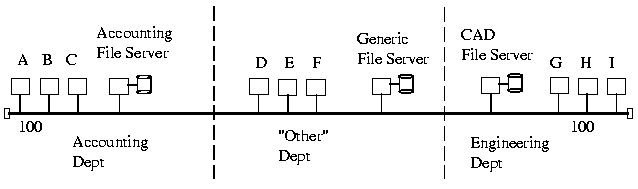 Accounting
File Server
A B C
D E F
Generic
File Server
CAD
File Server
G H I
100
100
Accounting
Dept
"Other"
Dept
Engineering
Dept